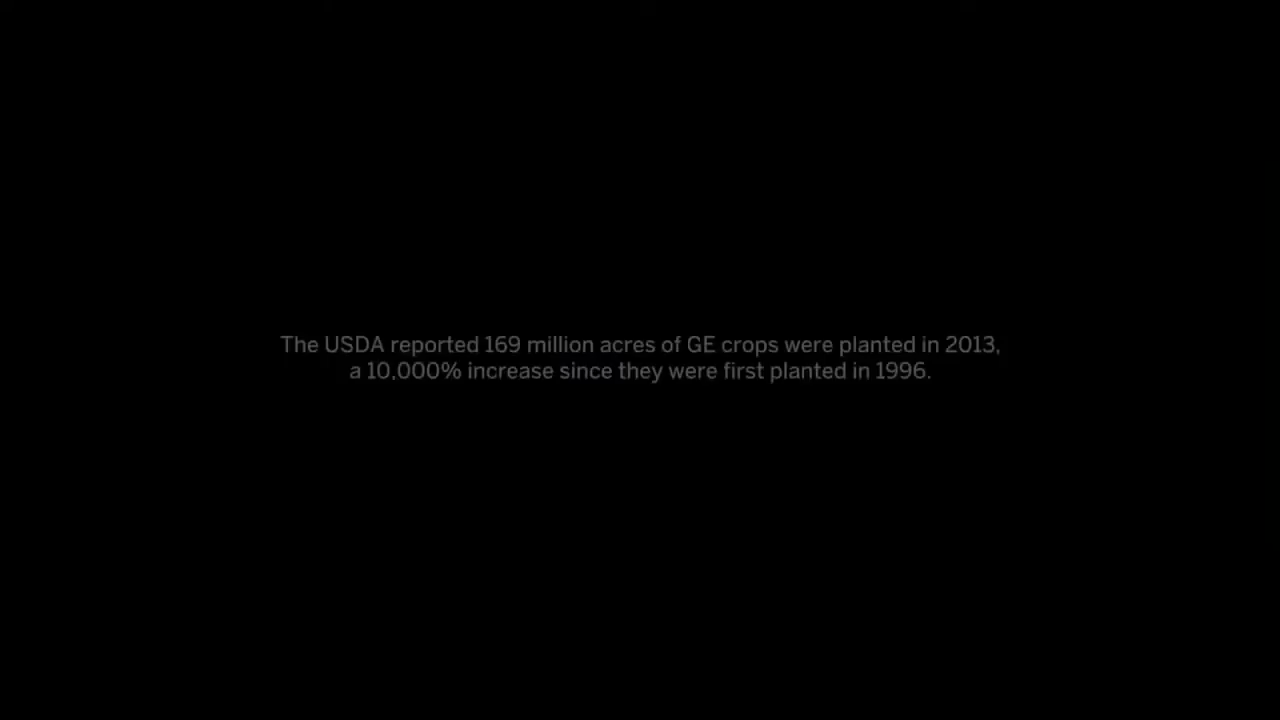 The USDA reported 169 million acres of GE crops were planted in 2013,
a 10,000% increase since they were first planted in 1996.